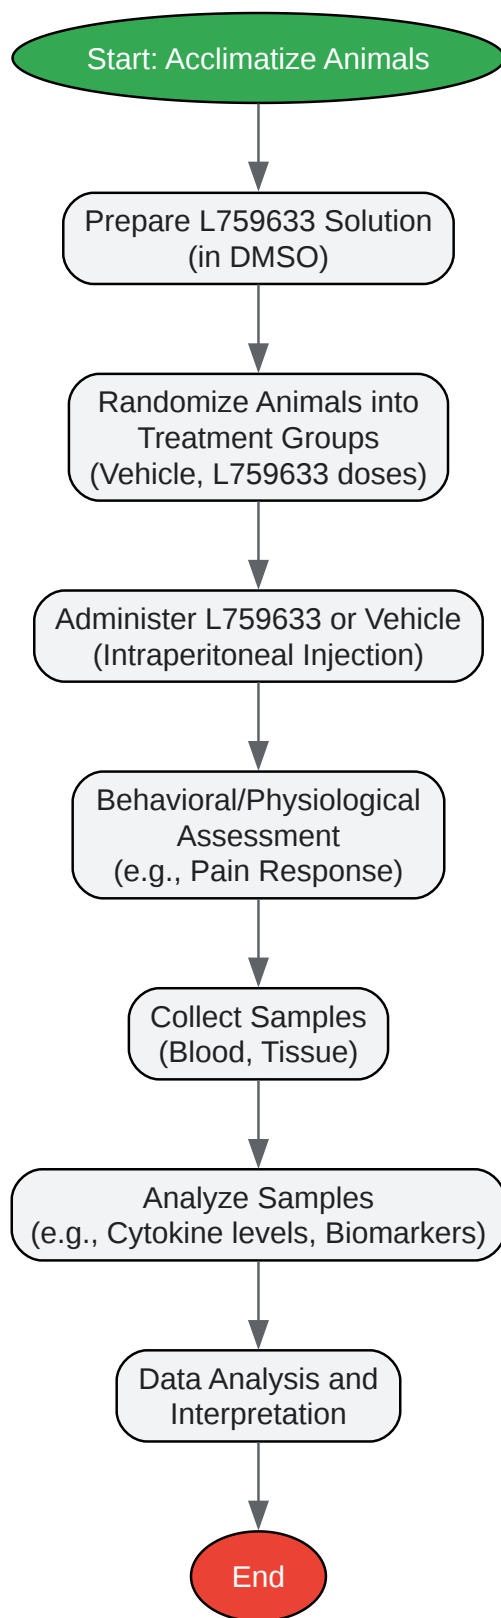 Start: Acclimatize Animals
Prepare L759633 Solution
(in DMSO)
Randomize Animals into
Treatment Groups
(Vehicle, L759633 doses)
Administer L759633 or Vehicle
(Intraperitoneal Injection)
Behavioral/Physiological
Assessment
(e.g., Pain Response)
Collect Samples
(Blood, Tissue)
Analyze Samples
(e.g., Cytokine levels, Biomarkers)
Data Analysis and
Interpretation
End